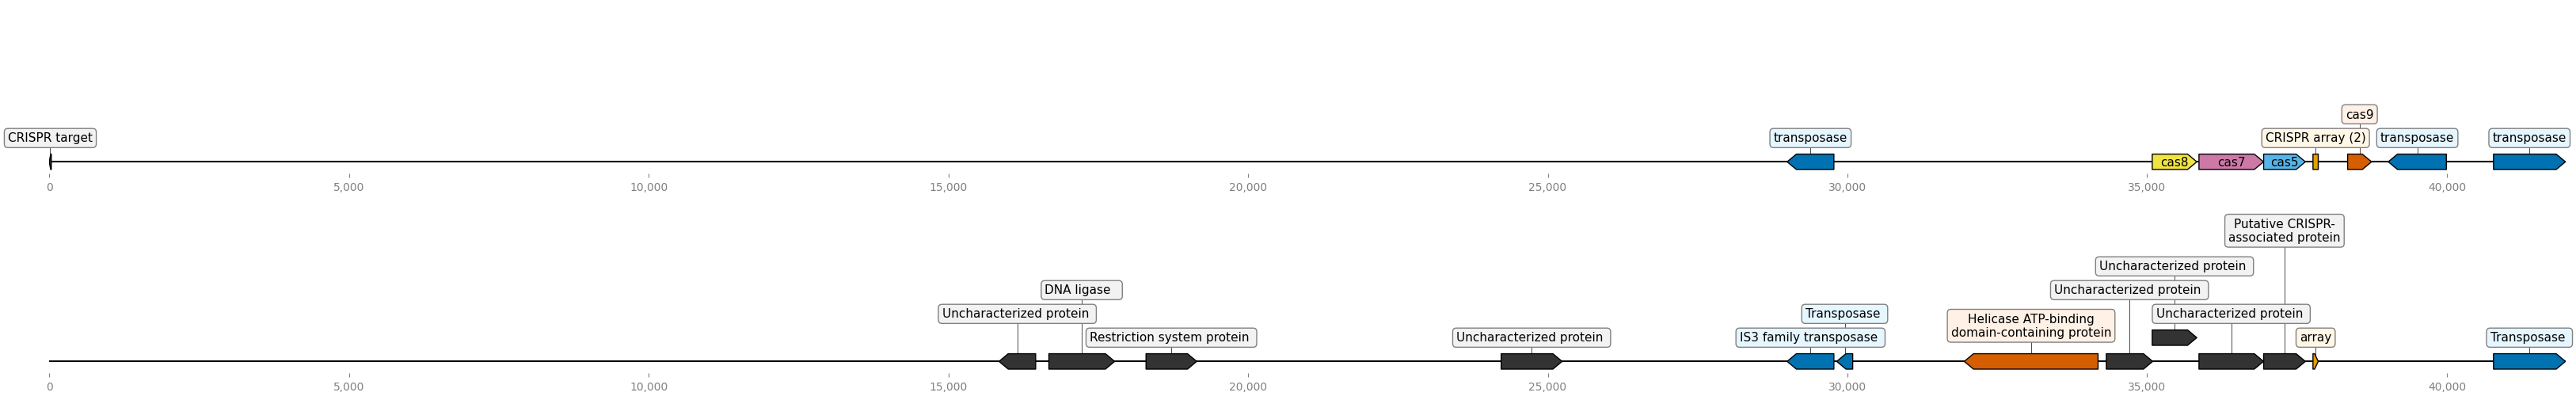 cas9
CRISPR target
transposase
CRISPR array (2)
transposase
transposase
cas8
cas7
cas5
0
5,000
10,000
15,000
20,000
25,000
30,000
35,000
40,000
Putative CRISPR-
associated protein
Uncharacterized protein
DNA ligase
Uncharacterized protein
Uncharacterized protein
Transposase
Uncharacterized protein
Helicase ATP-binding
domain-containing protein
Restriction system protein
Uncharacterized protein
IS3 family transposase
array
Transposase
0
5,000
10,000
15,000
20,000
25,000
30,000
35,000
40,000